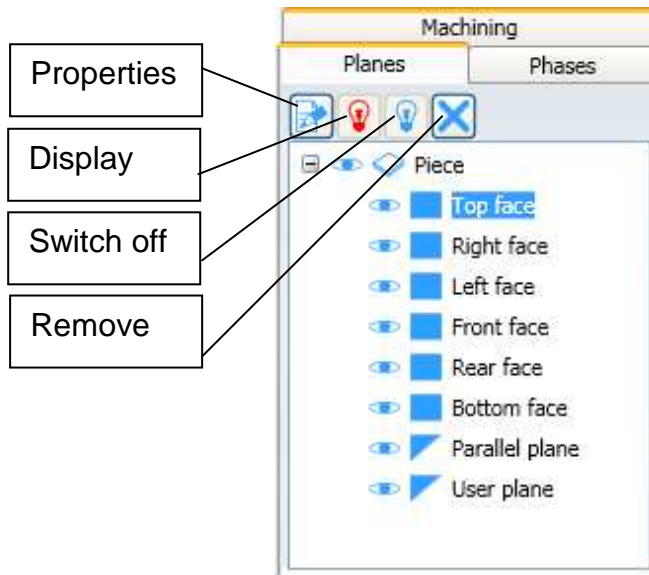 Machining
Planes
Phases
Properties
Display
Switch off
Remove
Piece
Top face
Right face
Left face
Front face
Rear face
Bottom face
Parallel plane
User plane